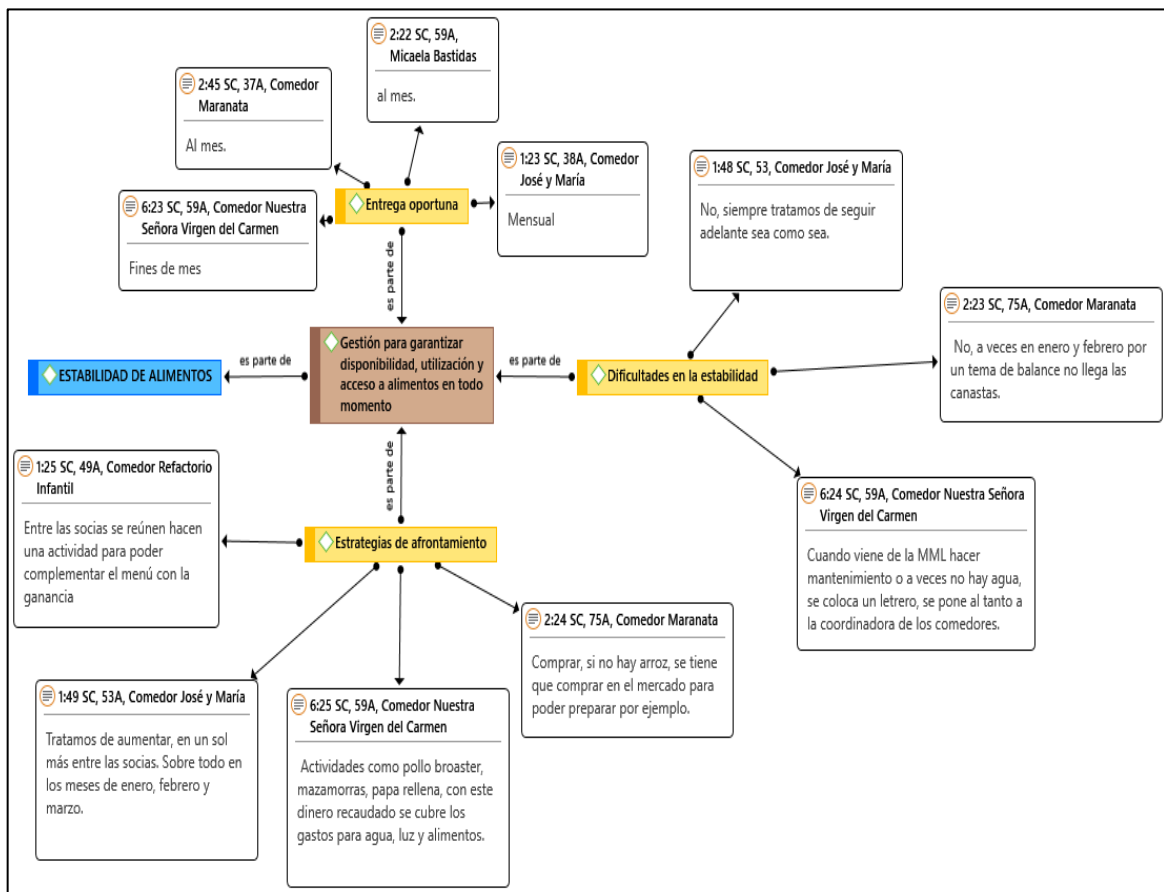 2:22 SC, 59A,
Micaela Bastidas
al mes.
2:45 SC, 37A, Comedor
Maranata
Al mes.
1:23 SC, 38A, Comedor
José y María
Mensual
6:23 SC, 59A, Comedor Nuestra
Señora Virgen del Carmen
Fines de mes
Entrega oportuna
es parte de
1:48 SC, 53, Comedor José y María
No, siempre tratamos de seguir
adelante sea como sea.
2:23 SC, 75A, Comedor Maranata
No, a veces en enero y febrero por
un tema de balance no llega las
canastas.
ESTABILIDAD DE ALIMENTOS
es parte de
Gestión para garantizar
disponibilidad, utilización y
acceso a alimentos en todo
momento
es parte de
Dificultades en la estabilidad
6:24 SC, 59A, Comedor Nuestra Señora
Virgen del Carmen
Cuando viene de la MML hacer
mantenimiento o a veces no hay agua,
se coloca un letrero, se pone al tanto a
la coordinadora de los comedores.
es parte de
Estrategias de afrontamiento
1:25 SC, 49A, Comedor Refactorio
Infantil
Entre las socias se reúnen hacen
una actividad para poder
complementar el menú con la
ganancia
2:24 SC, 75A, Comedor Maranata
Comprar, si no hay arroz, se tiene
que comprar en el mercado para
poder preparar por ejemplo.
1:49 SC, 53A, Comedor José y María
Tratamos de aumentar, en un sol
más entre las socias. Sobre todo en
los meses de enero, febrero y
marzo.
6:25 SC, 59A, Comedor Nuestra
Señora Virgen del Carmen
Actividades como pollo broaster,
mazamorras, papa rellena, con este
dinero recaudado se cubre los
gastos para agua, luz y alimentos.